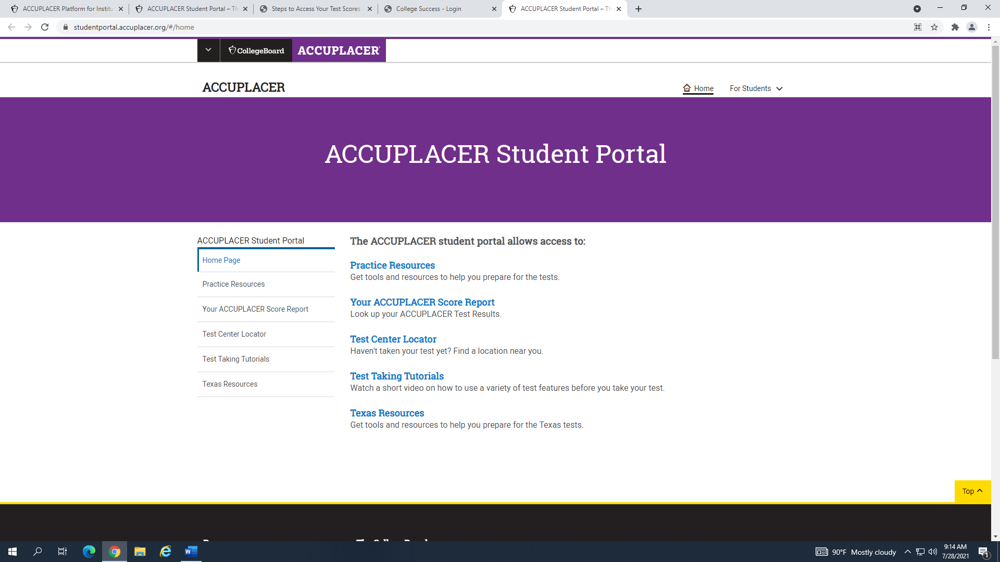 ACCUPLACER Platform for Institu
ACCUPLACER Student Portal – Th
Steps to Access Your Test Scores
College Success - Login
ACCUPLACER Student Portal – Th
studentportal.accuplacer.org/#/home
CollegeBoard
ACCUPLACER
ACCUPLACER
Home
For Students
ACCUPLACER Student Portal
ACCUPLACER Student Portal
Home Page
Practice Resources
Your ACCUPLACER Score Report
Test Center Locator
Test Taking Tutorials
Texas Resources
The ACCUPLACER student portal allows access to:
Practice Resources
Get tools and resources to help you prepare for the tests.
Your ACCUPLACER Score Report
Look up your ACCUPLACER Test Results.
Test Center Locator
Haven't taken your test yet? Find a location near you.
Test Taking Tutorials
Watch a short video on how to use a variety of test features before you take your test.
Texas Resources
Get tools and resources to help you prepare for the Texas tests.
Top
90°F Mostly cloudy
9:14 AM
7/28/2021
1